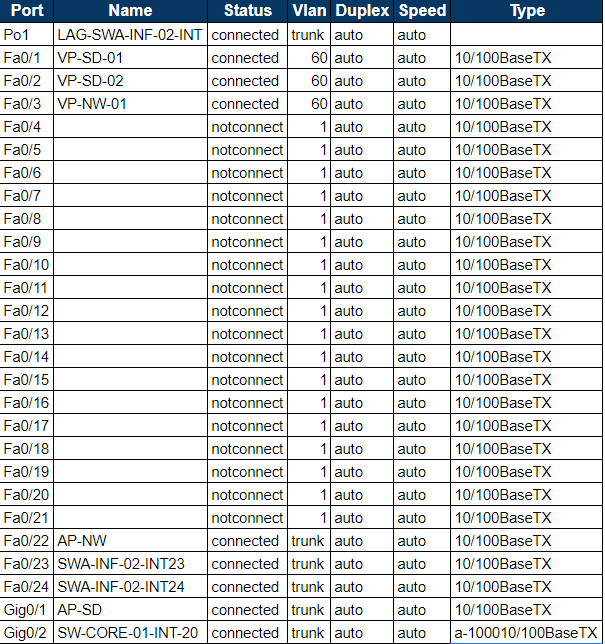 Port Name Status Vlan Duplex Speed Type
Po1 LAG-SWA-INF-02-INT connected trunk auto auto
Fa0/1 VP-SD-01 connected 60 auto auto 10/100BaseTX
Fa0/2 VP-SD-02 connected 60 auto auto 10/100BaseTX
Fa0/3 VP-NW-01 connected 60 auto auto 10/100BaseTX
Fa0/4 notconnect 1 auto auto 10/100BaseTX
Fa0/5 notconnect 1 auto auto 10/100BaseTX
Fa0/6 notconnect 1 auto auto 10/100BaseTX
Fa0/7 notconnect 1 auto auto 10/100BaseTX
Fa0/8 notconnect 1 auto auto 10/100BaseTX
Fa0/9 notconnect 1 auto auto 10/100BaseTX
Fa0/10 notconnect 1 auto auto 10/100BaseTX
Fa0/11 notconnect 1 auto auto 10/100BaseTX
Fa0/12 notconnect 1 auto auto 10/100BaseTX
Fa0/13 notconnect 1 auto auto 10/100BaseTX
Fa0/14 notconnect 1 auto auto 10/100BaseTX
Fa0/15 notconnect 1 auto auto 10/100BaseTX
Fa0/16 notconnect 1 auto auto 10/100BaseTX
Fa0/17 notconnect 1 auto auto 10/100BaseTX
Fa0/18 notconnect 1 auto auto 10/100BaseTX
Fa0/19 notconnect 1 auto auto 10/100BaseTX
Fa0/20 notconnect 1 auto auto 10/100BaseTX
Fa0/21 notconnect 1 auto auto 10/100BaseTX
Fa0/22 AP-NW connected trunk auto auto 10/100BaseTX
Fa0/23 SWA-INF-02-INT23 connected trunk auto auto 10/100BaseTX
Fa0/24 SWA-INF-02-INT24 connected trunk auto auto 10/100BaseTX
Gig0/1 AP-SD connected trunk auto auto 10/100BaseTX
Gig0/2 SW-CORE-01-INT-20 connected trunk auto auto a-100010/100BaseTX